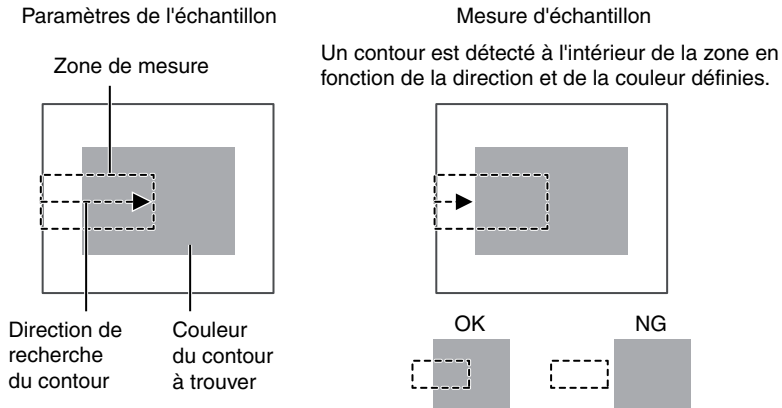 Paramètres de l'échantillon
Zone de mesure
Direction de
recherche
du contour
Couleur
du contour
à trouver
Mesure d'échantillon
Un contour est détecté à l'intérieur de la zone en
fonction de la direction et de la couleur définies.
OK
NG